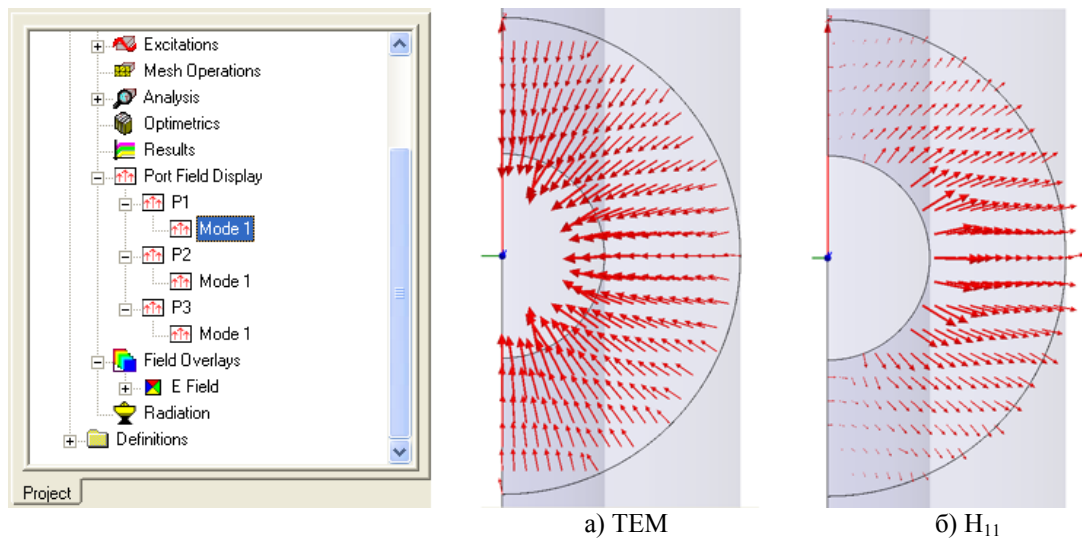 Excitations
Mesh Operations
Analysis
Optimetrics
Results
Port Field Display
P1
Mode 1
P2
Mode 1
P3
Mode 1
Field Overlays
E Field
Radiation
Definitions
Project
а) TEM
б) H₁₁